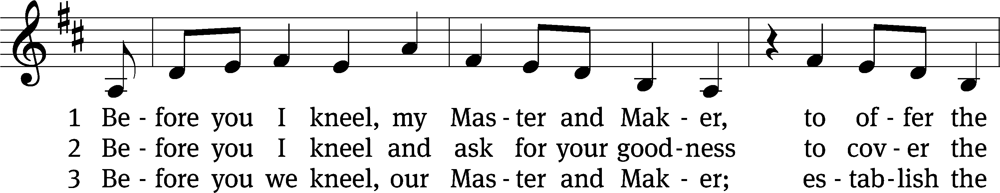 1 Be - fore you I kneel, my Mas - ter and Mak - er, to of - fer the
2 Be - fore you I kneel and ask for your good - ness to cov - er the
3 Be - fore you we kneel, our Mas - ter and Mak - er; es - tab - lish the